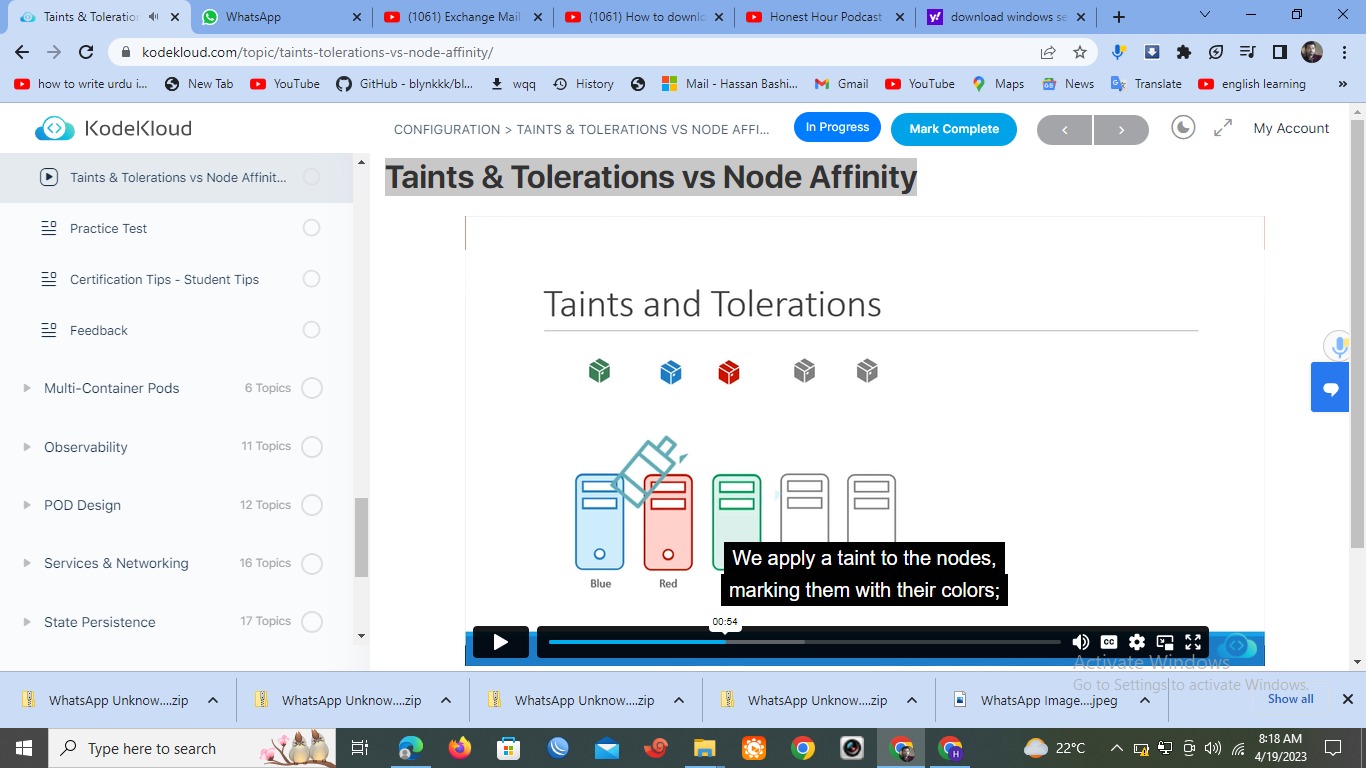 Taints & Toleration
WhatsApp
(1061) Exchange Mail
(1061) How to downlo
Honest Hour Podcast
download windows se
kodekloud.com/topic/taints-tolerations-vs-node-affinity/
how to write urdu i...
New Tab
YouTube
GitHub - blynkkk/bl...
wqq
History
Mail - Hassan Bashi...
Gmail
YouTube
Maps
News
Translate
english learning
»
KodeKloud
CONFIGURATION > TAINTS & TOLERATIONS VS NODE AFFI...
In Progress
Mark Complete
<
>
My Account
Taints & Tolerations vs Node Affinit...
Practice Test
Certification Tips - Student Tips
Feedback
Multi-Container Pods 6 Topics
Observability 11 Topics
POD Design 12 Topics
Services & Networking 16 Topics
State Persistence 17 Topics
Taints & Tolerations vs Node Affinity
Taints and Tolerations
Blue
Red
We apply a taint to the nodes,
marking them with their colors;
00:54
CC
Activate Windows
Go to Settings to activate Windows.
WhatsApp Unknow....zip
WhatsApp Unknow....zip
WhatsApp Unknow....zip
WhatsApp Unknow....zip
WhatsApp Image....jpeg
Show all
Type here to search
22°C
8:18 AM
4/19/2023